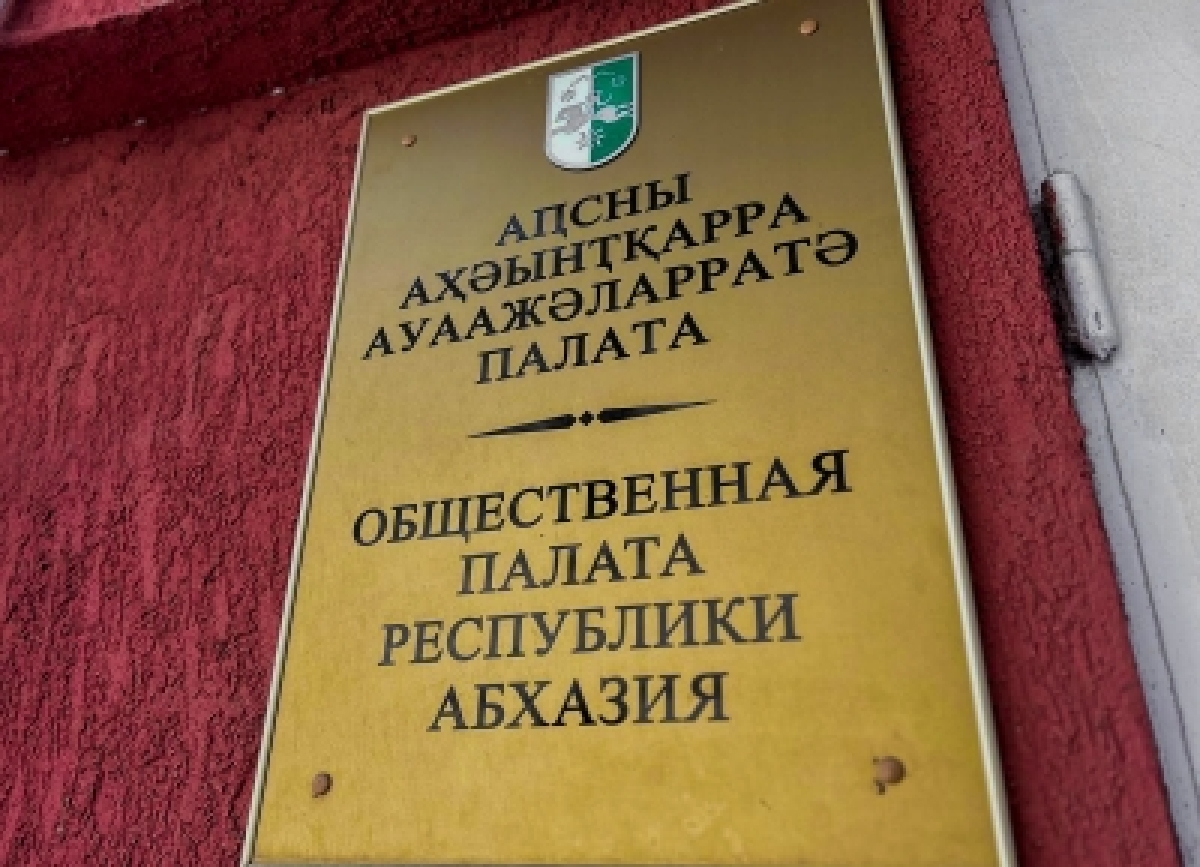 АԤСНЫ
АҲӘЫНҬҚАРРА
АУААЖӘЛАРРАТӘ
ПАЛАТА
ОБЩЕСТВЕННАЯ
ПАЛАТА
РЕСПУБЛИКИ
АБХАЗИЯ